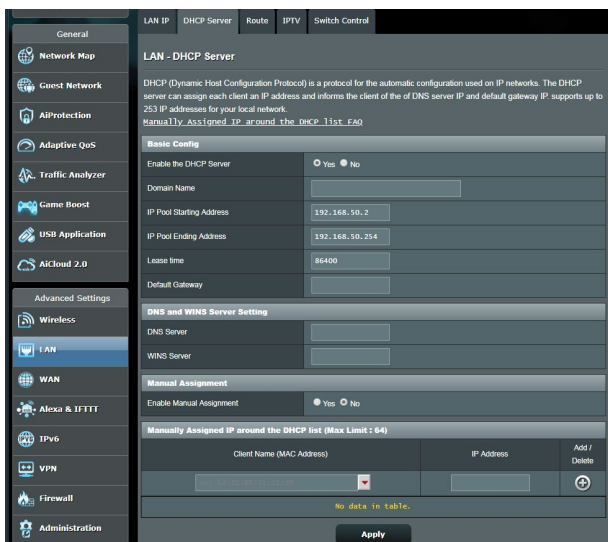 General
Network Map
Guest Network
AiProtection
Adaptive QoS
Traffic Analyzer
Game Boost
USB Application
AiCloud 2.0
Advanced Settings
Wireless
LAN
WAN
Alexa & IFTTT
IPv6
VPN
Firewall
Administration
LAN IP DHCP Server Route IPTV Switch Control
LAN - DHCP Server
DHCP (Dynamic Host Configuration Protocol) is a protocol for the automatic configuration used on IP networks. The DHCP
server can assign each client an IP address and informs the client of the of DNS server IP and default gateway IP. supports up to
253 IP addresses for your local network.
Manually Assigned IP around the DHCP list FAQ
Basic Config
Enable the DHCP Server Yes No
Domain Name
IP Pool Starting Address 192.168.50.2
IP Pool Ending Address 192.168.50.254
Lease time 86400
Default Gateway
DNS and WINS Server Setting
DNS Server
WINS Server
Manual Assignment
Enable Manual Assignment Yes No
Manually Assigned IP around the DHCP list (Max Limit : 64)
Client Name (MAC Address) IP Address Add / Delete
No data in table.
Apply